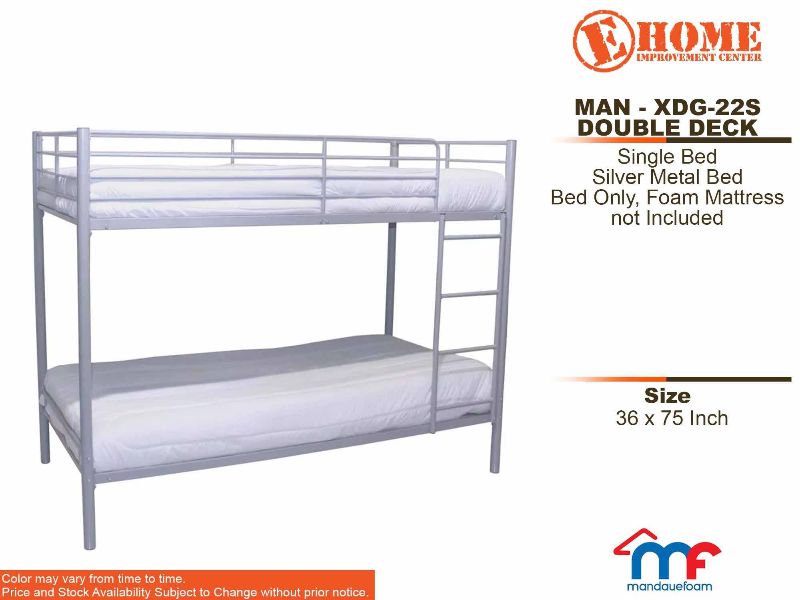 E HOME
IMPROVEMENT CENTER
MAN - XDG-22S
DOUBLE DECK
Single Bed
Silver Metal Bed
Bed Only, Foam Mattress
not Included
Size
36 x 75 Inch
mf
mandauefoam
Color may vary from time to time.
Price and Stock Availability Subject to Change without prior notice.